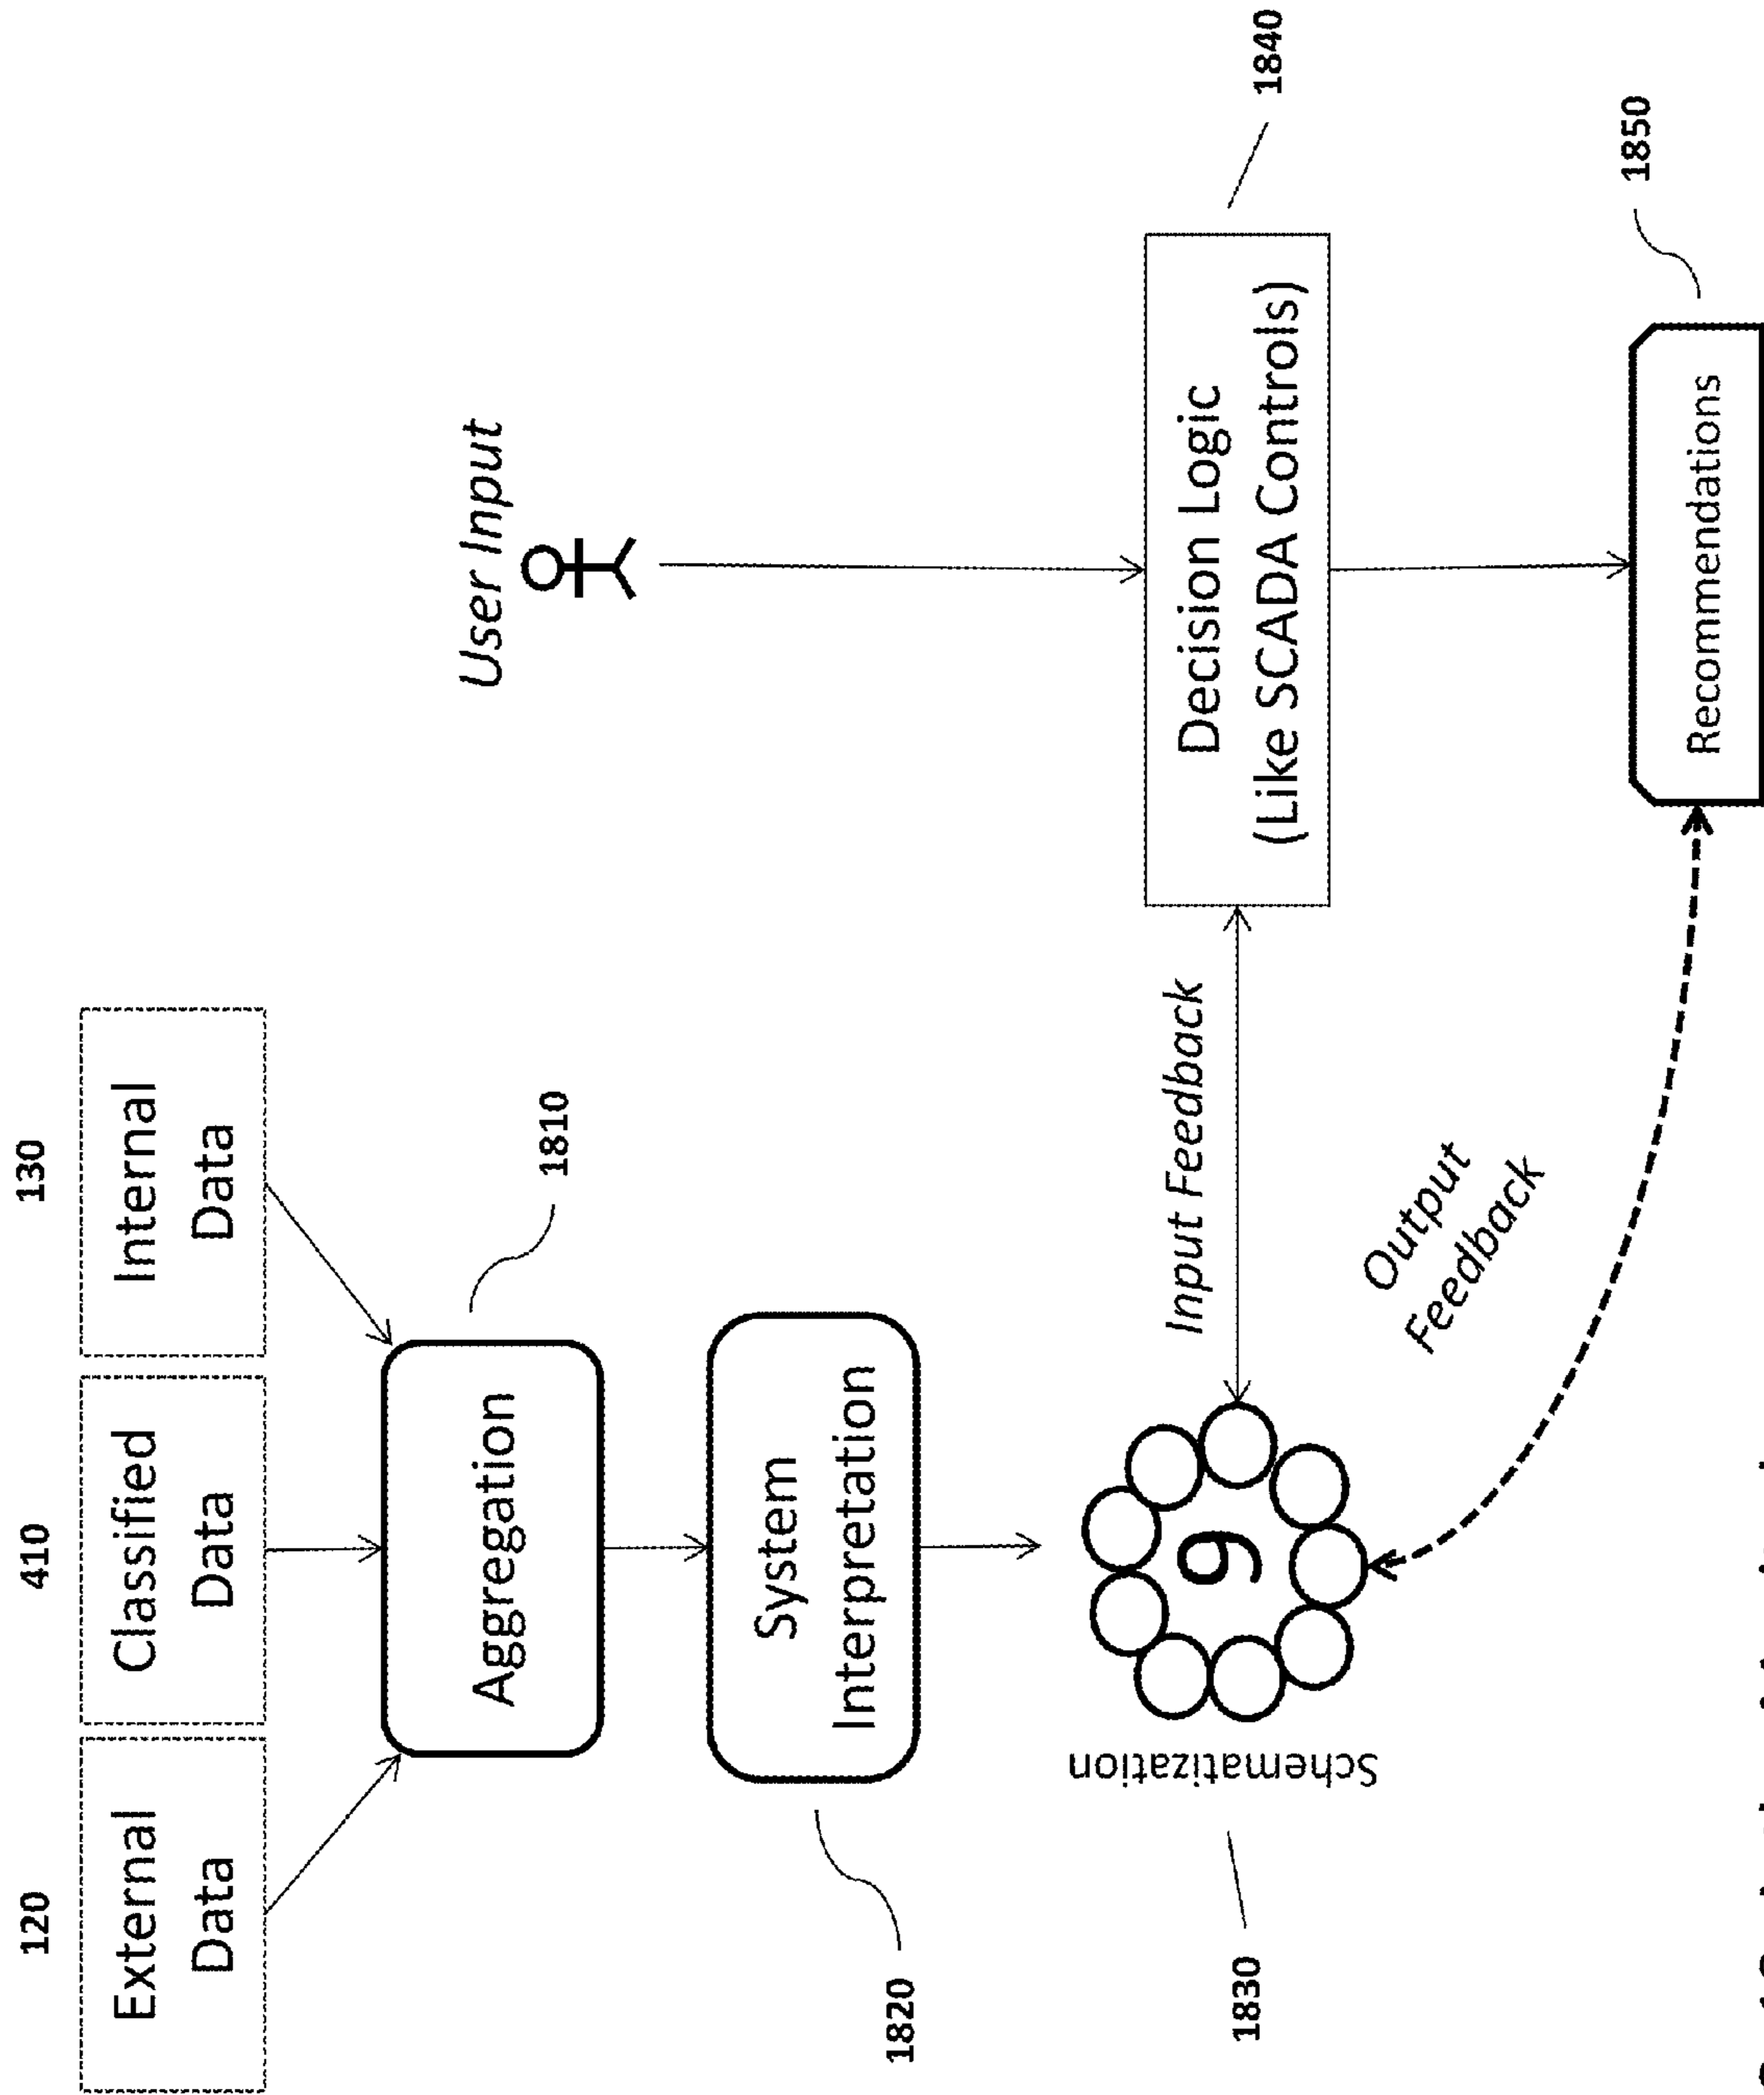 120
410
130
External
Data
Classified
Data
Internal
Data
Aggregation
1810
User Input
System
Interpretation
1820
Schematization
9
1830
Input Feedback
Decision Logic
(Like SCADA Controls)
1840
Output
Feedback
Recommendations
1850